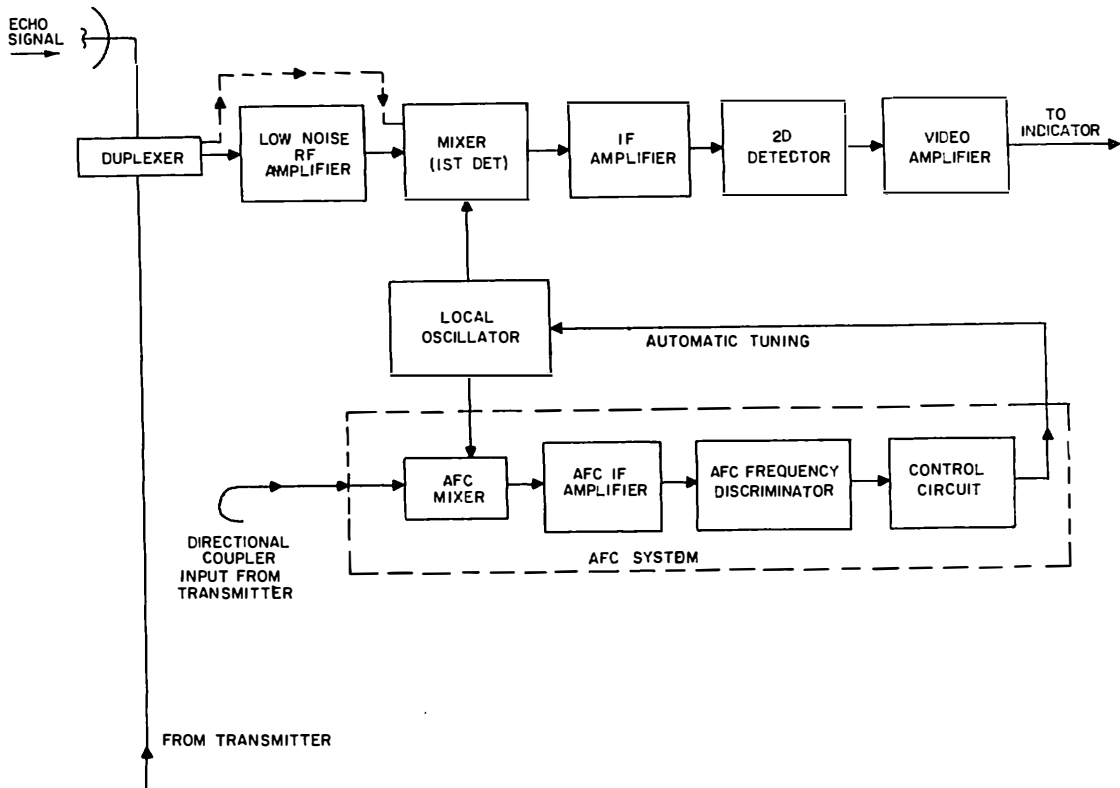 ECHO
SIGNAL
DUPLEXER
LOW NOISE
RF
AMPLIFIER
MIXER
(1ST DET)
IF
AMPLIFIER
2D
DETECTOR
VIDEO
AMPLIFIER
TO
INDICATOR
LOCAL
OSCILLATOR
AUTOMATIC TUNING
AFC
MIXER
AFC IF
AMPLIFIER
AFC FREQUENCY
DISCRIMINATOR
CONTROL
CIRCUIT
DIRECTIONAL
COUPLER
INPUT FROM
TRANSMITTER
AFC SYSTEM
FROM TRANSMITTER